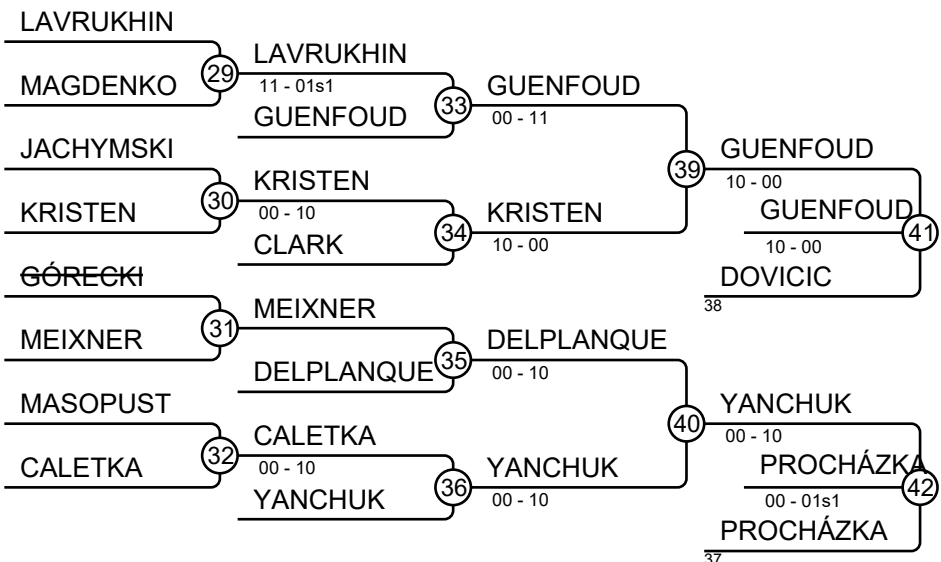 LAVRUKHIN
MAGDENKO
29
LAVRUKHIN
11 - 01s1
GUENFOUD
33
GUENFOUD
00 - 11
JACHYMSKI
KRISTEN
30
KRISTEN
00 - 10
CLARK
34
KRISTEN
10 - 00
39
GUENFOUD
10 - 00
GUENFOUD
10 - 00
41
DOVICIC
38
GÓRECKI
MEIXNER
31
MEIXNER
DELPLANQUE
35
DELPLANQUE
00 - 10
MASOPUST
CALETKA
32
CALETKA
00 - 10
YANCHUK
36
YANCHUK
00 - 10
40
YANCHUK
00 - 10
PROCHÁZKA
00 - 01s1
42
PROCHÁZKA
37